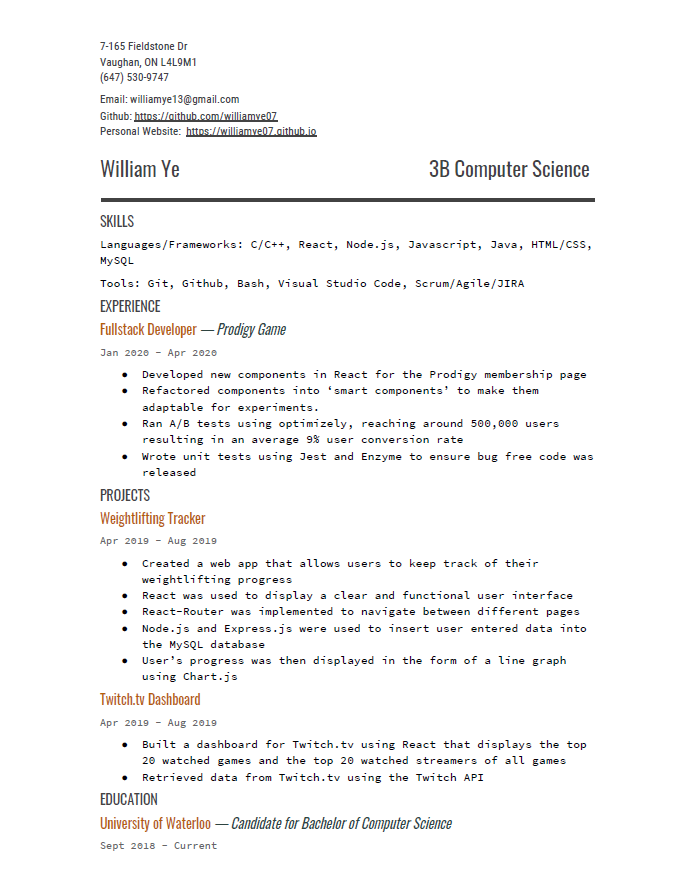 7-165 Fieldstone Dr
Vaughan, ON L4L9M1
(647) 530-9747
Email: williamye13@gmail.com
Github: https://github.com/williamye07
Personal Website: https://williamye07.github.io
William Ye 3B Computer Science
SKILLS
Languages/Frameworks: C/C++, React, Node.js, Javascript, Java, HTML/CSS,
MySQL
Tools: Git, Github, Bash, Visual Studio Code, Scrum/Agile/JIRA
EXPERIENCE
Fullstack Developer — Prodigy Game
Jan 2020 – Apr 2020
● Developed new components in React for the Prodigy membership page
● Refactored components into ‘smart components’ to make them
adaptable for experiments.
● Ran A/B tests using optimizely, reaching around 500,000 users
resulting in an average 9% user conversion rate
● Wrote unit tests using Jest and Enzyme to ensure bug free code was
released
PROJECTS
Weightlifting Tracker
Apr 2019 – Aug 2019
● Created a web app that allows users to keep track of their
weightlifting progress
● React was used to display a clear and functional user interface
● React-Router was implemented to navigate between different pages
● Node.js and Express.js were used to insert user entered data into
the MySQL database
● User’s progress was then displayed in the form of a line graph
using Chart.js
Twitch.tv Dashboard
Apr 2019 – Aug 2019
● Built a dashboard for Twitch.tv using React that displays the top
20 watched games and the top 20 watched streamers of all games
● Retrieved data from Twitch.tv using the Twitch API
EDUCATION
University of Waterloo — Candidate for Bachelor of Computer Science
Sept 2018 – Current